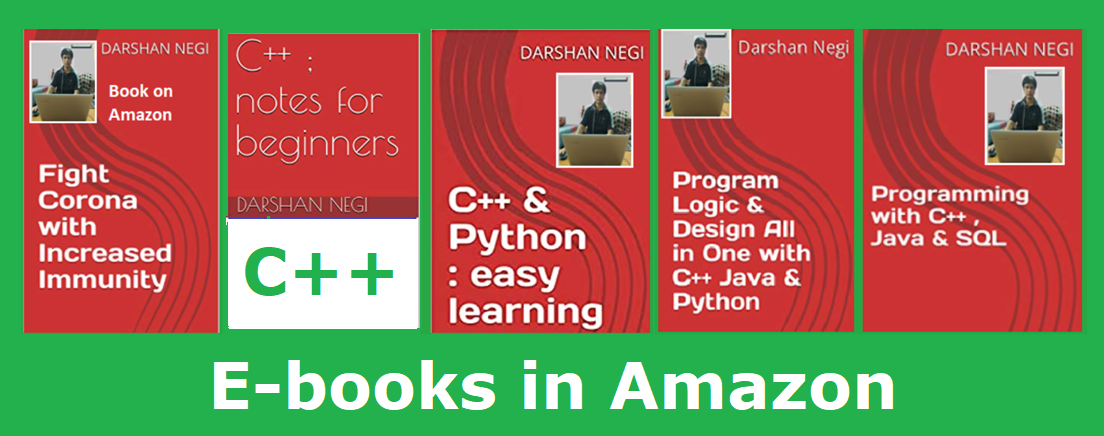 DARSHAN NEGI
Book on
Amazon
Fight
Corona
with
Increased
Immunity
C++ ;
notes for
beginners
DARSHAN NEGI
C++
DARSHAN NEGI
C++ &
Python
: easy
learning
Darshan Negi
Program
Logic &
Design All
in One with
C++ Java &
Python
DARSHAN NEGI
Programming
with C++ ,
Java & SQL
E-books in Amazon